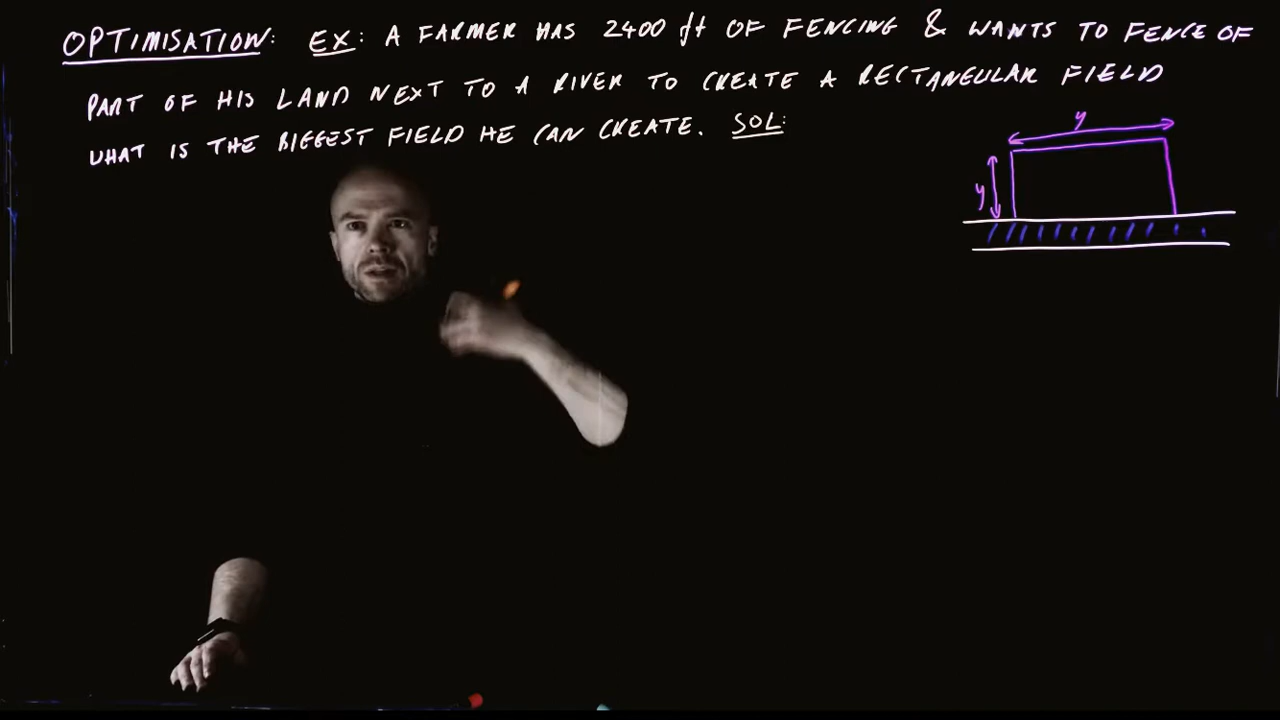 OPTIMISATION: EX: A FARMER HAS 2400 ft OF FENCING & WANTS TO FENCE OF
PART OF HIS LAND NEXT TO A RIVER TO CREATE A RECTANGULAR FIELD
WHAT IS THE BIGGEST FIELD HE CAN CREATE. SOL:
y
y